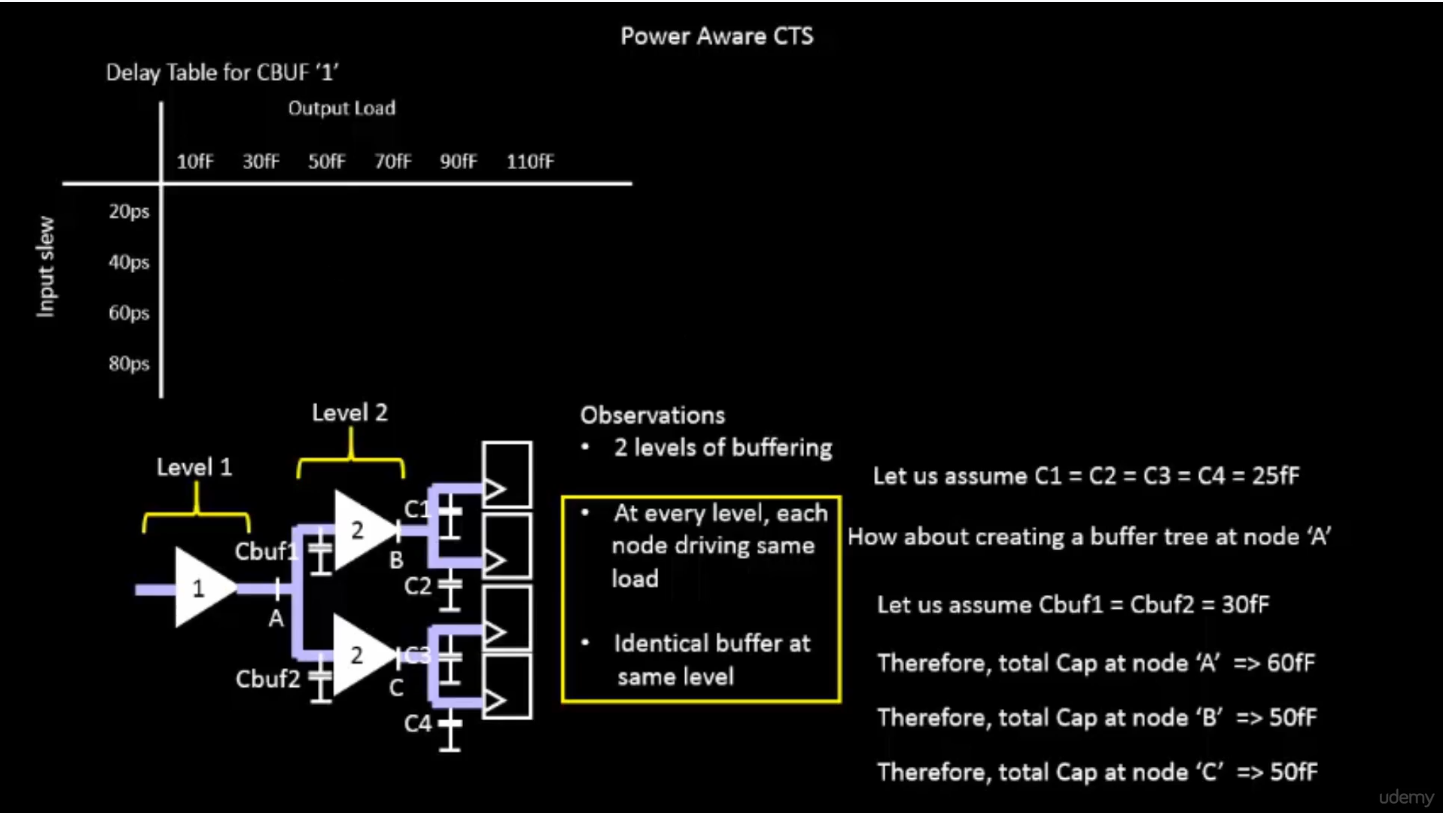 Power Aware CTS
Delay Table for CBUF ‘1’
Output Load
10fF 30fF 50fF 70fF 90fF 110fF
Input slew
20ps
40ps
60ps
80ps
Level 1
Level 2
1
A
Cbuf1
Cbuf2
2
2
B
C
C1
C2
C3
C4
Observations
• 2 levels of buffering
• At every level, each
node driving same
load
• Identical buffer at
same level
Let us assume C1 = C2 = C3 = C4 = 25fF
How about creating a buffer tree at node ‘A’
Let us assume Cbuf1 = Cbuf2 = 30fF
Therefore, total Cap at node ‘A’ => 60fF
Therefore, total Cap at node ‘B’ => 50fF
Therefore, total Cap at node ‘C’ => 50fF
udemy